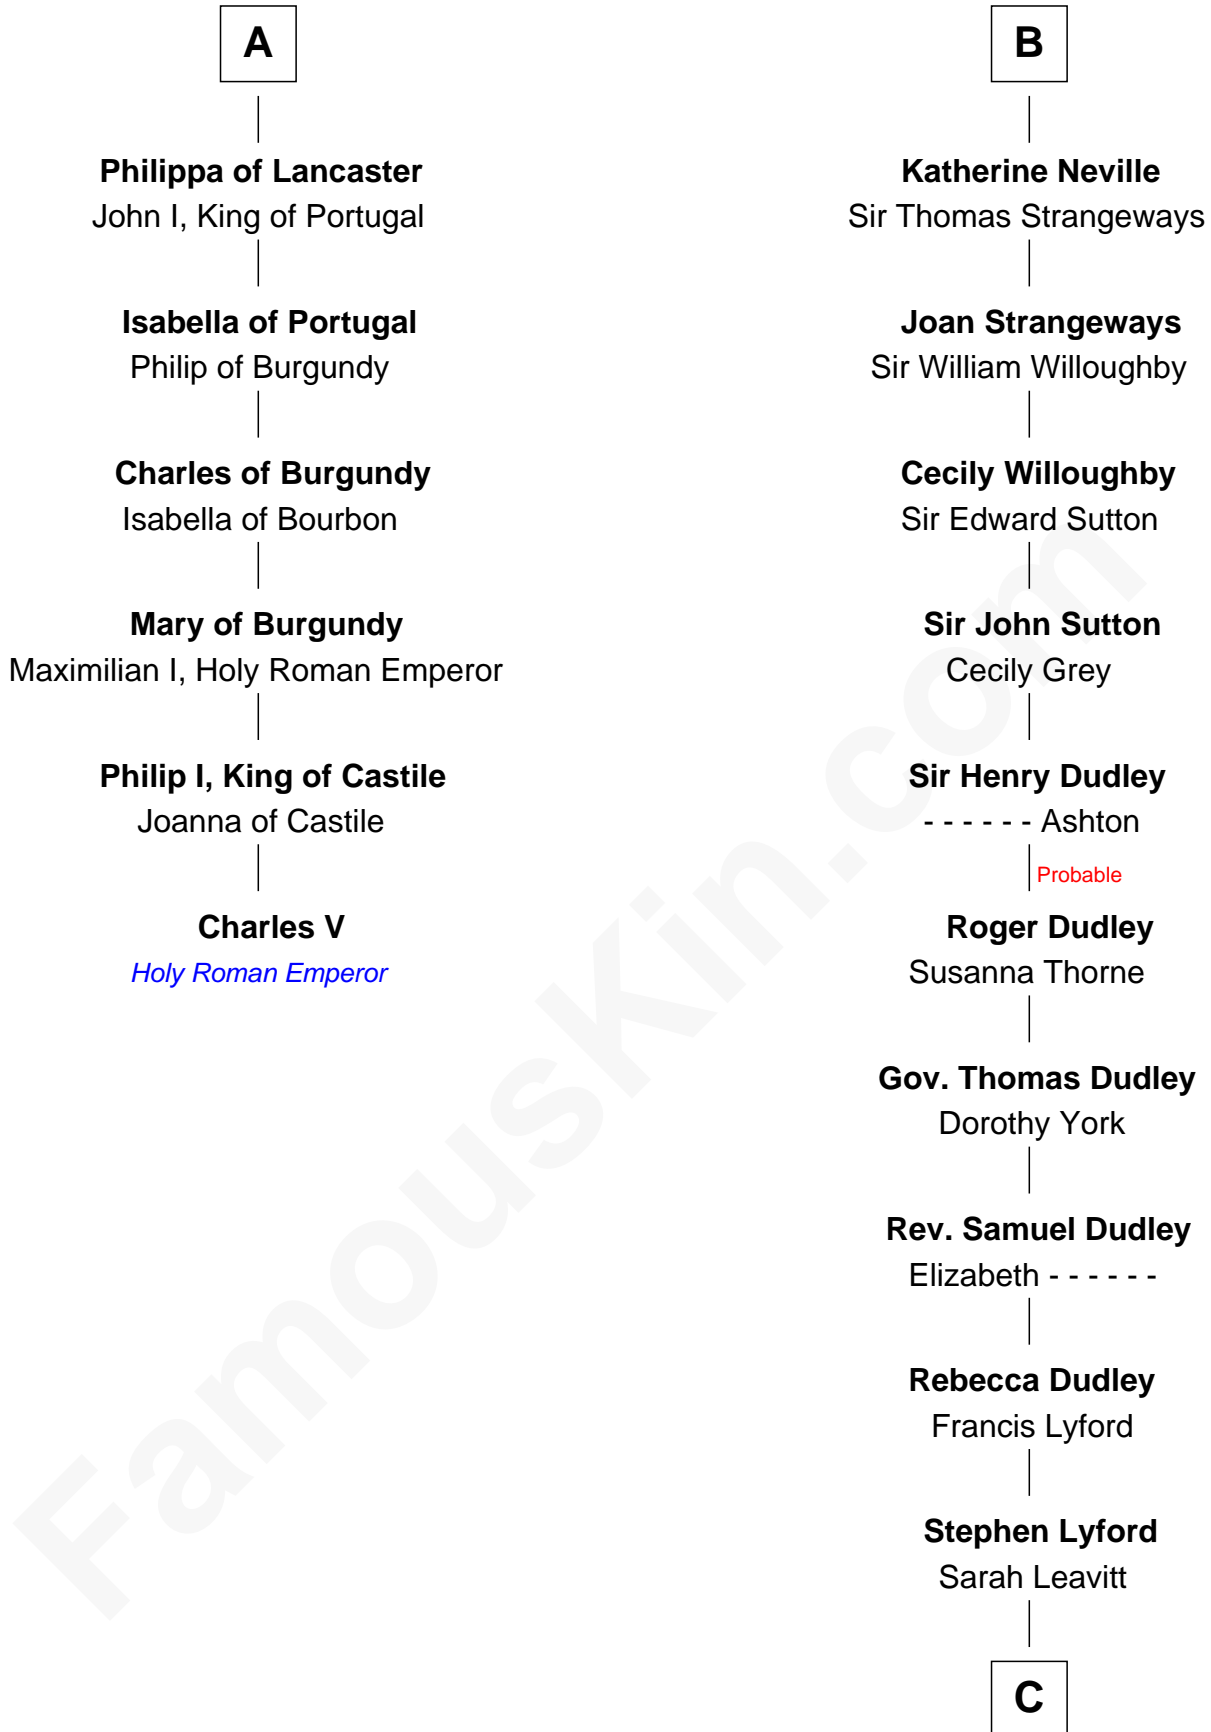 A
Philippa of Lancaster
John I, King of Portugal
Isabella of Portugal
Philip of Burgundy
Charles of Burgundy
Isabella of Bourbon
Mary of Burgundy
Maximilian I, Holy Roman Emperor
Philip I, King of Castile
Joanna of Castile
Charles V
Holy Roman Emperor
B
Katherine Neville
Sir Thomas Strangeways
Joan Strangeways
Sir William Willoughby
Cecily Willoughby
Sir Edward Sutton
Sir John Sutton
Cecily Grey
Sir Henry Dudley
- - - - - - Ashton
Probable
Roger Dudley
Susanna Thorne
Gov. Thomas Dudley
Dorothy York
Rev. Samuel Dudley
Elizabeth - - - - - -
Rebecca Dudley
Francis Lyford
Stephen Lyford
Sarah Leavitt
C
FamousKin.com